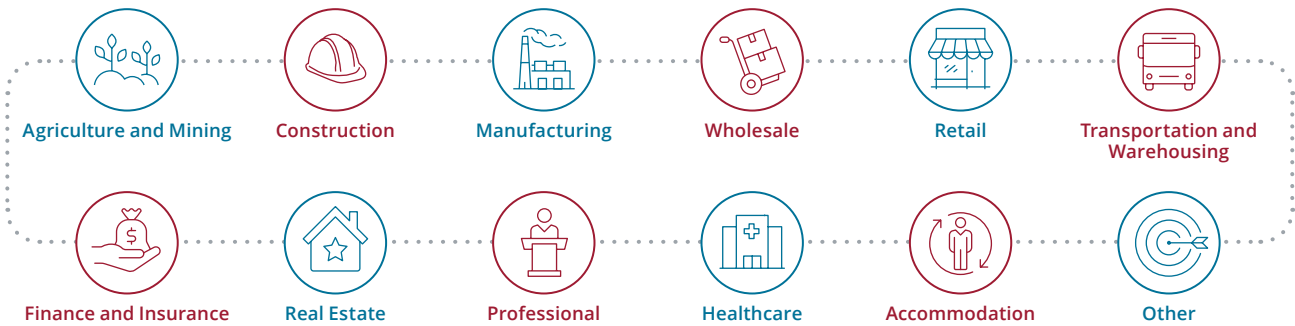 Agriculture and Mining
Construction
Manufacturing
Wholesale
Retail
Transportation and
Warehousing
$
Finance and Insurance
Real Estate
Professional
Healthcare
Accommodation
Other